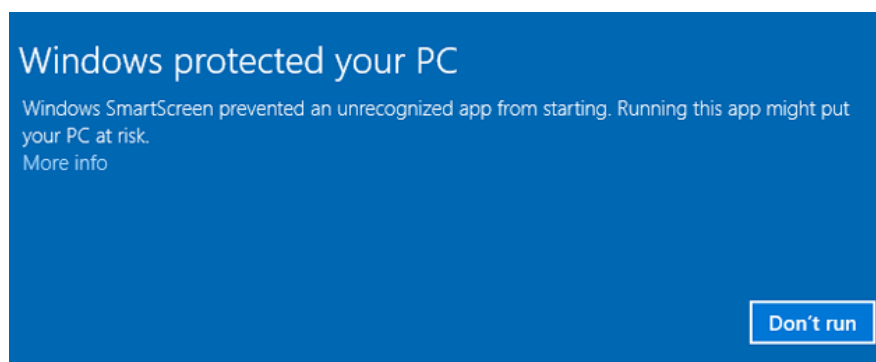 Windows protected your PC
Windows SmartScreen prevented an unrecognized app from starting. Running this app might put
your PC at risk.
More info
Don't run